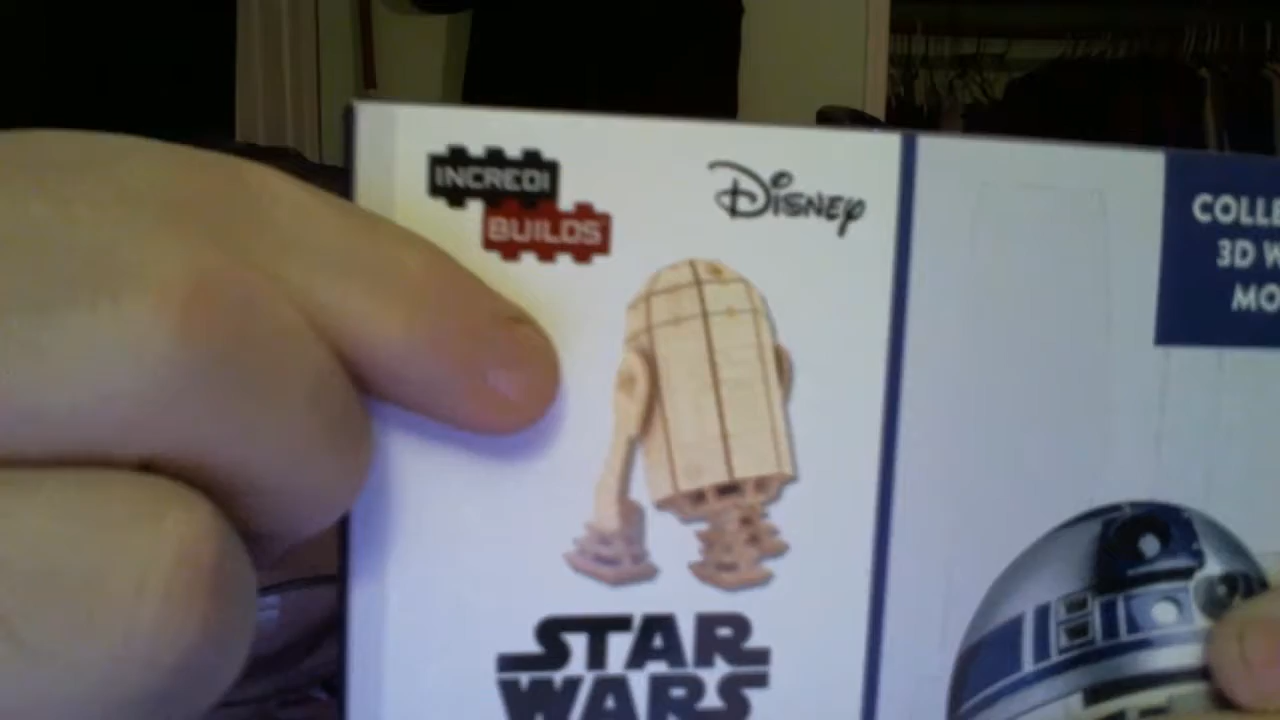 INCREDI
BUILDS
DISNEY
STAR
WARS
COLLE
3D W
MO